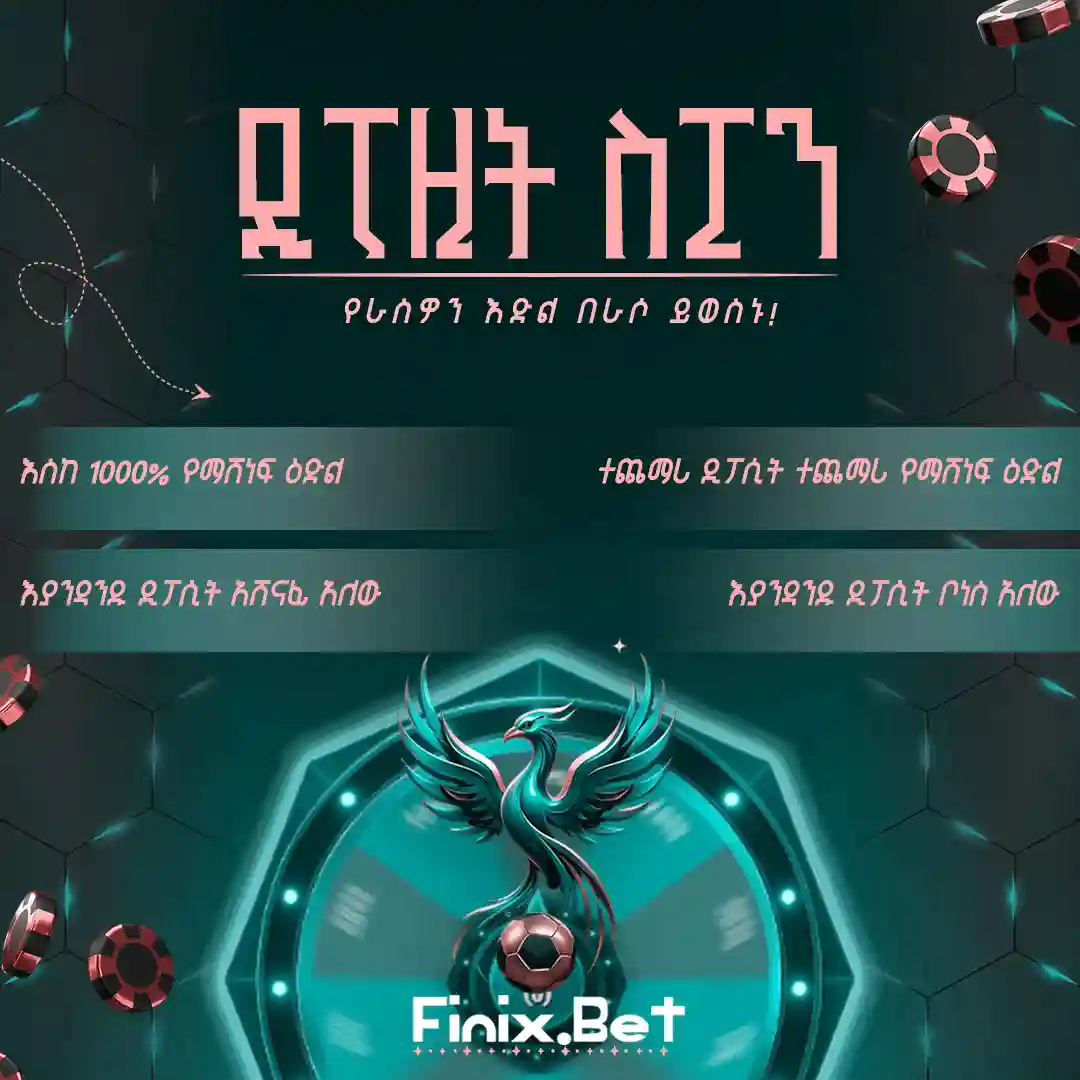 ዲፖዚት ስፒን
የራስዎን እድል በራሶ ይወስኑ!
እስከ 1000% የማሸነፍ ዕድል
ተጨማሪ ዲፖሲት ተጨማሪ የማሸነፍ ዕድል
እያንዳንዱ ዲፖሲት አሸናፊ አለው
እያንዳንዱ ዲፖሲት ቦነስ አለው
Finix.Bet